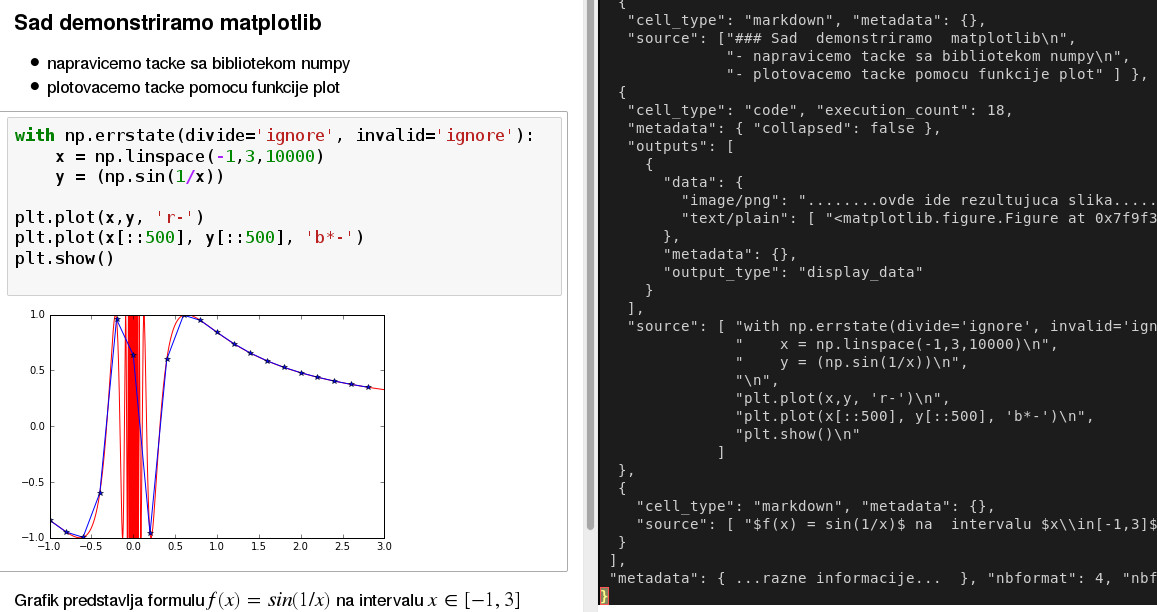 Sad demonstriramo matplotlib
napravicemo tacke sa bibliotekom numpy
plotovacemo tacke pomocu funkcije plot
with np.errstate(divide='ignore', invalid='ignore'):
    x = np.linspace(-1,3,10000)
    y = (np.sin(1/x))
plt.plot(x,y, 'r-')
plt.plot(x[::500], y[::500], 'b*-')
plt.show()
1.0
0.5
0.0
−0.5
−1.0
−1.0 −0.5 0.0 0.5 1.0 1.5 2.0 2.5 3.0
Grafik predstavlja formulu f(x) = sin(1/x) na intervalu x ∈ [−1, 3]
{
"cell_type": "markdown", "metadata": {},
"source": ["### Sad  demonstriramo  matplotlib\n",
"- napravicemo tacke sa bibliotekom numpy\n",
"- plotovacemo tacke pomocu funkcije plot" ] },
{
"cell_type": "code", "execution_count": 18,
"metadata": { "collapsed": false },
"outputs": [
{
"data": {
"image/png": "........ovde ide rezultujuca slika.....
"text/plain": [ "<matplotlib.figure.Figure at 0x7f9f3
},
"metadata": {},
"output_type": "display_data"
}
],
"source": [ "with np.errstate(divide='ignore', invalid='ign
"    x = np.linspace(-1,3,10000)\n",
"    y = (np.sin(1/x))\n",
"\n",
"plt.plot(x,y, 'r-')\n",
"plt.plot(x[::500], y[::500], 'b*-')\n",
"plt.show()\n"
]
},
{
"cell_type": "markdown", "metadata": {},
"source": [ "$f(x) = sin(1/x)$ na  intervalu $x\\in[-1,3]$
}
],
"metadata": { ...razne informacije...  }, "nbformat": 4, "nbf
}